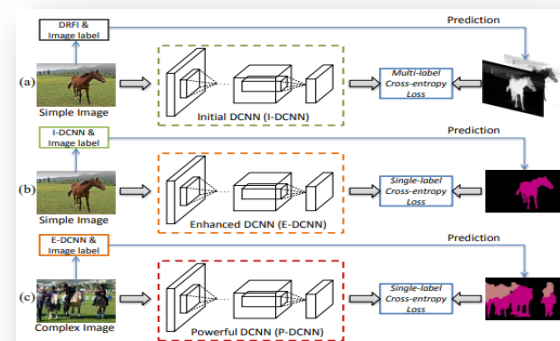 DRFI &
Image label
Prediction
(a)
Simple Image
Initial DCNN (I-DCNN)
Multi-label
Cross-entropy
Loss
I-DCNN &
Image label
Prediction
(b)
Simple Image
Enhanced DCNN (E-DCNN)
Single-label
Cross-entropy
Loss
E-DCNN &
Image label
Prediction
(c)
Complex Image
Powerful DCNN (P-DCNN)
Single-label
Cross-entropy
Loss